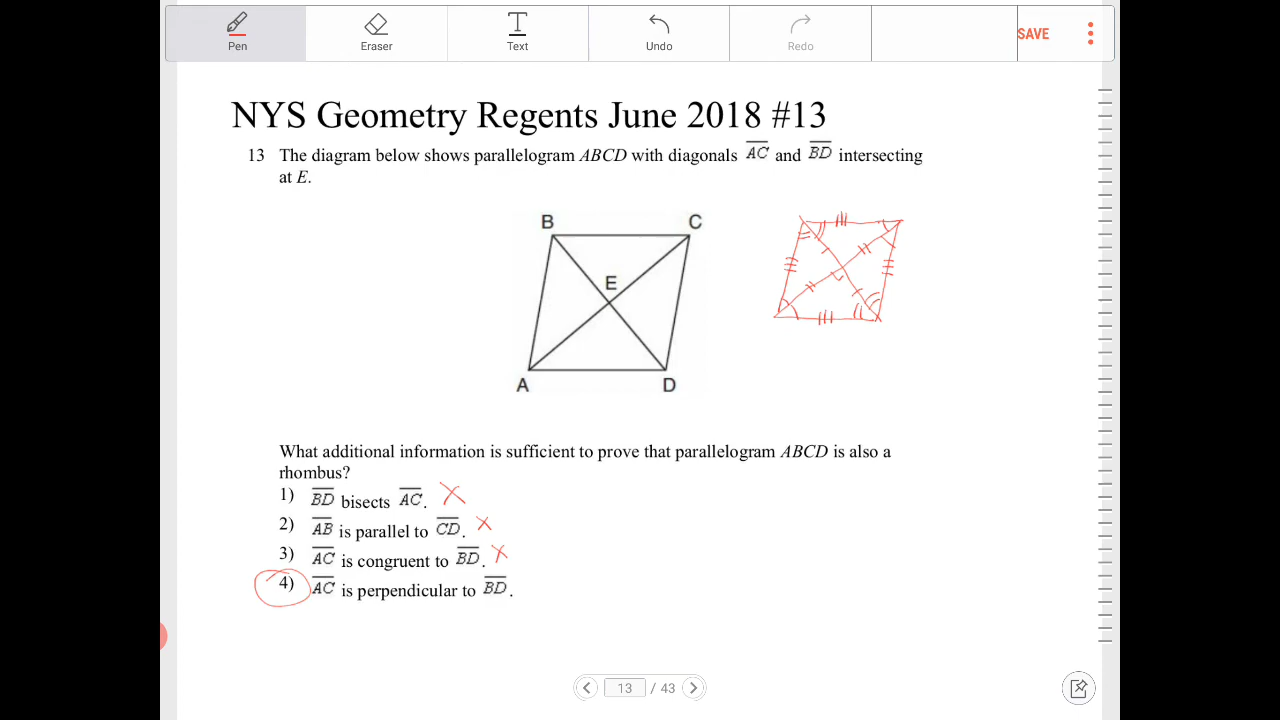 Pen Eraser Text Undo Redo SAVE
NYS Geometry Regents June 2018 #13
13 The diagram below shows parallelogram ABCD with diagonals AC and BD intersecting
at E.
B C
E
A D
What additional information is sufficient to prove that parallelogram ABCD is also a
rhombus?
1) BD bisects AC.
2) AB is parallel to CD.
3) AC is congruent to BD.
4) AC is perpendicular to BD.
13 / 43